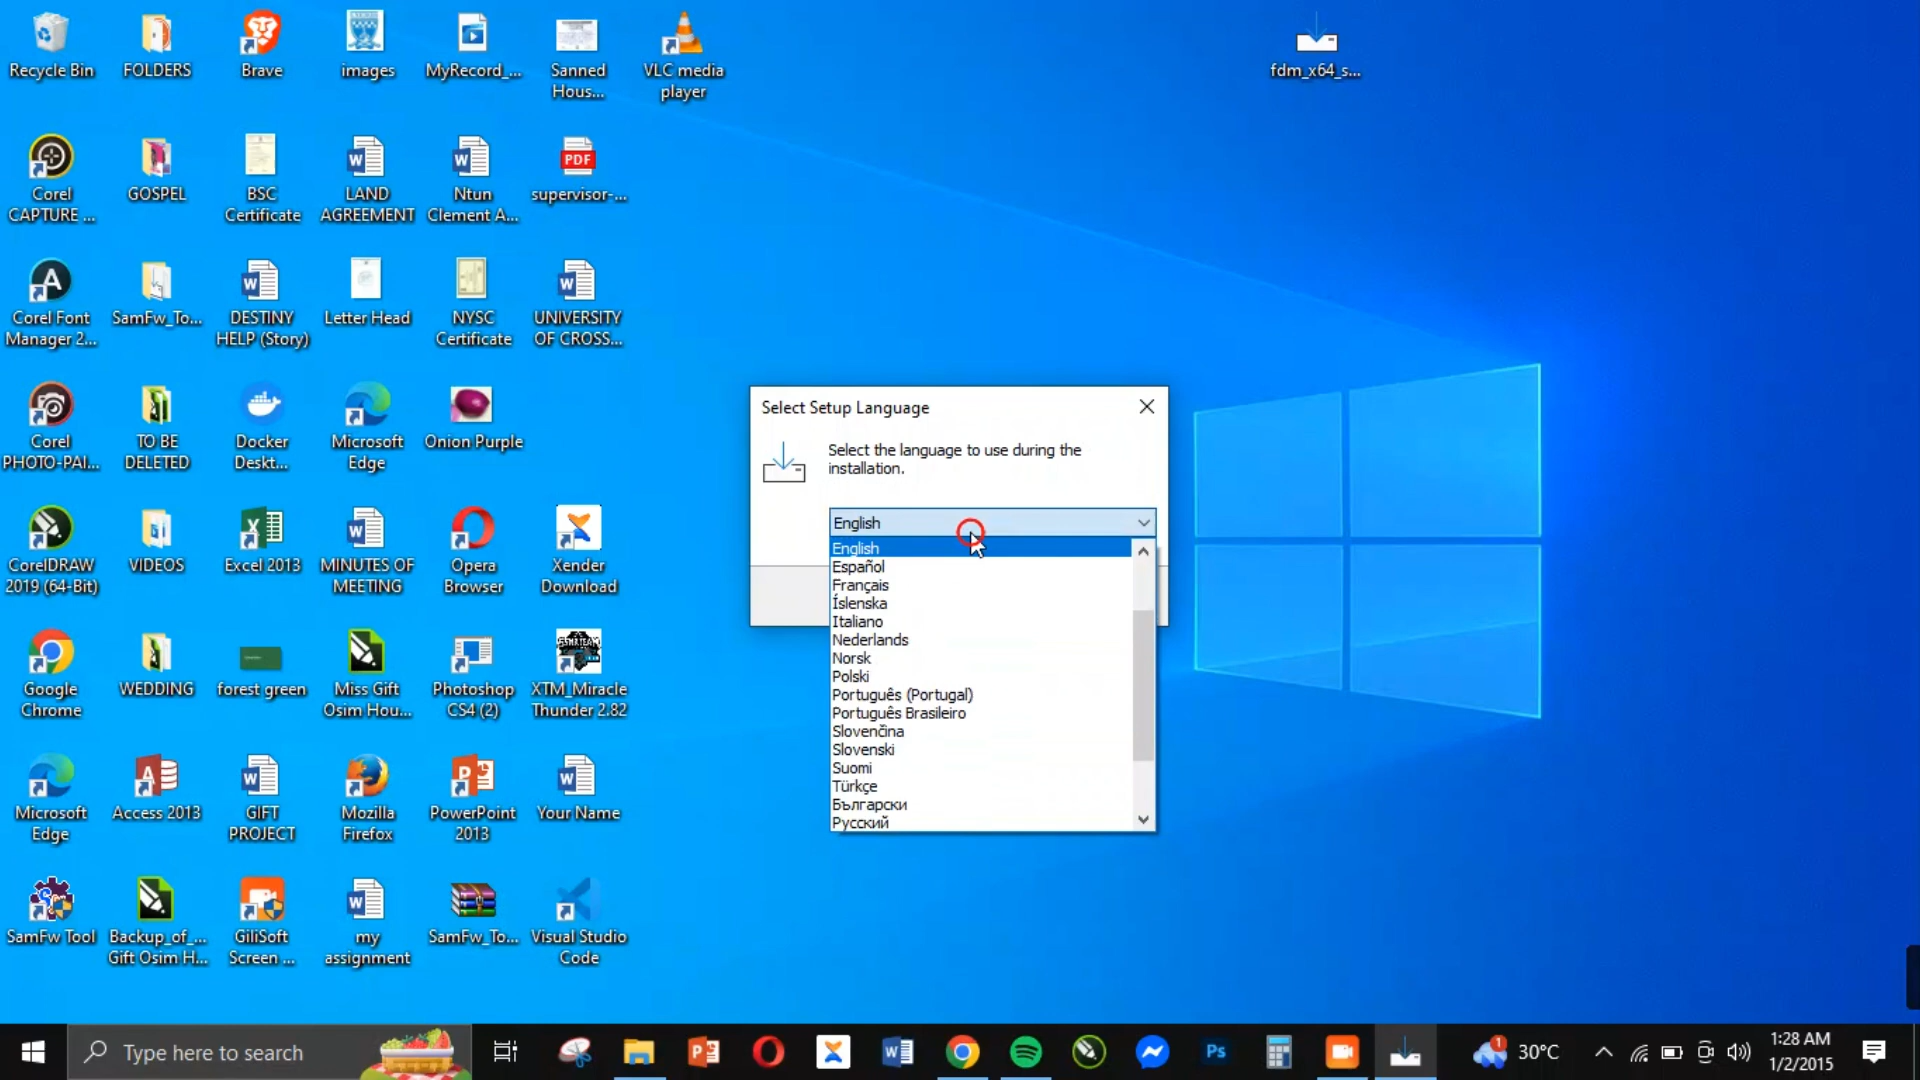 Recycle Bin
FOLDERS
Brave
images
MyRecord_...
Sanned
Hous...
VLC media
player
fdm_x64_s...
Corel
CAPTURE ...
GOSPEL
BSC
Certificate
LAND
AGREEMENT
Ntun
Clement A...
PDF
supervisor-...
Corel Font
Manager 2...
SamFw_To...
DESTINY
HELP (Story)
Letter Head
NYSC
Certificate
UNIVERSITY
OF CROSS...
Corel
PHOTO-PAI...
TO BE
DELETED
Docker
Deskt...
Microsoft
Edge
Onion Purple
CorelDRAW
2019 (64-Bit)
VIDEOS
Excel 2013
MINUTES OF
MEETING
Opera
Browser
Xender
Download
Google
Chrome
WEDDING
forest green
Miss Gift
Osim Hou...
Photoshop
CS4 (2)
XTM_Miracle
Thunder 2.82
Microsoft
Edge
Access 2013
GIFT
PROJECT
Mozilla
Firefox
PowerPoint
2013
Your Name
SamFw Tool
Backup_of_...
Gift Osim H...
GiliSoft
Screen ...
my
assignment
SamFw_To...
Visual Studio
Code
Select Setup Language
Select the language to use during the
installation.
English
English
Español
Français
Íslenska
Italiano
Nederlands
Norsk
Polski
Português (Portugal)
Português Brasileiro
Slovenčina
Slovenski
Suomi
Türkçe
Български
Русский
Type here to search
Ps
1
30°C
1:28 AM
1/2/2015